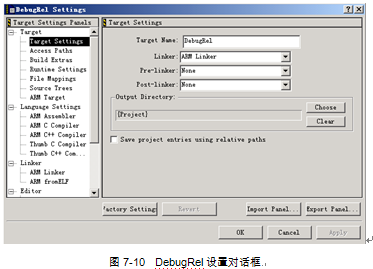 DebugRel Settings
Target Settings Panels
Target Settings
Target
Target Settings
Access Paths
Build Extras
Runtime Settings
File Mappings
Source Trees
ARM Target
Language Settings
ARM Assembler
ARM C Compiler
ARM C++ Compiler
Thumb C Compiler
Thumb C++ Com...
Linker
ARM Linker
ARM fromELF
Editor
Target Name: DebugRel
Linker: ARM Linker
Pre-linker: None
Post-linker: None
Output Directory:
{Project}
Choose
Clear
Save project entries using relative paths
actory Setting
Revert
Import Panel...
Export Panel...
OK
Cancel
Apply
图 7-10 DebugRel 设置对话框